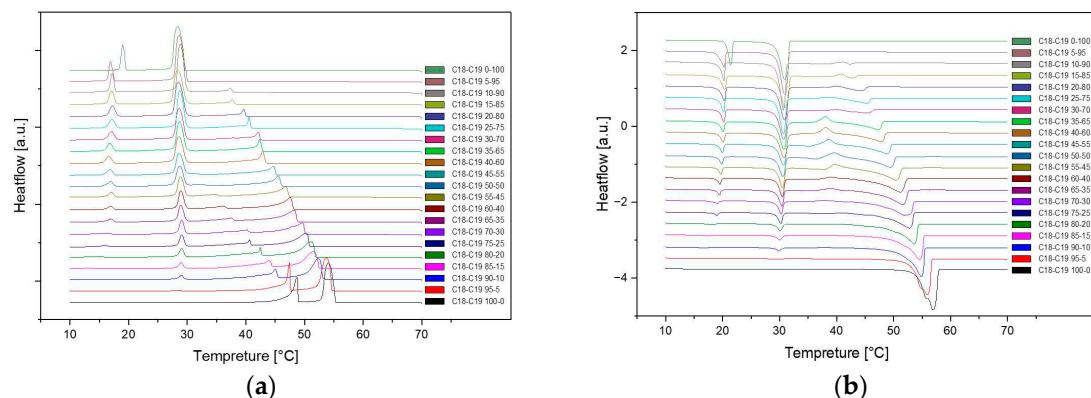 Heatflow [a.u.]
C18-C19 0-100
C18-C19 5-95
C18-C19 10-90
C18-C19 15-85
C18-C19 20-80
C18-C19 25-75
C18-C19 30-70
C18-C19 35-65
C18-C19 40-60
C18-C19 45-55
C18-C19 50-50
C18-C19 55-45
C18-C19 60-40
C18-C19 65-35
C18-C19 70-30
C18-C19 75-25
C18-C19 80-20
C18-C19 85-15
C18-C19 90-10
C18-C19 95-5
C18-C19 100-0
10 20 30 40 50 60 70
Tempreture [°C]
(a)
Heatflow [a.u.]
2
0
−2
−4
C18-C19 0-100
C18-C19 5-95
C18-C19 10-90
C18-C19 15-85
C18-C19 20-80
C18-C19 25-75
C18-C19 30-70
C18-C19 35-65
C18-C19 40-60
C18-C19 45-55
C18-C19 50-50
C18-C19 55-45
C18-C19 60-40
C18-C19 65-35
C18-C19 70-30
C18-C19 75-25
C18-C19 80-20
C18-C19 85-15
C18-C19 90-10
C18-C19 95-5
C18-C19 100-0
10 20 30 40 50 60 70
Tempreture [°C]
(b)